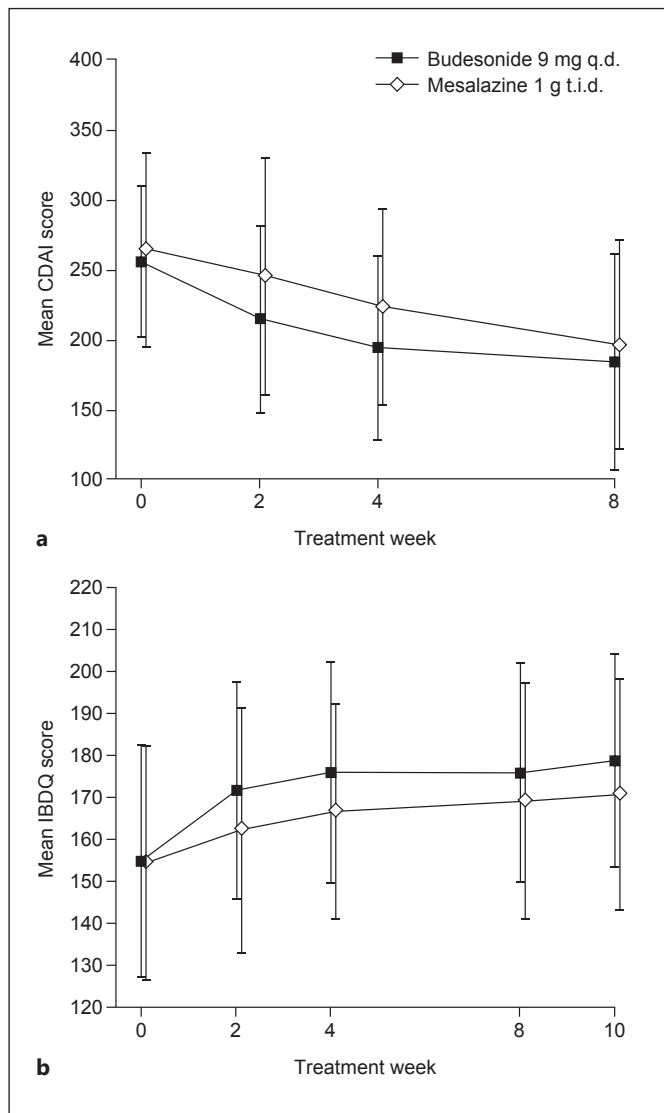 400
350
300
250
200
150
100
Mean CDAI score
Budesonide 9 mg q.d.
Mesalazine 1 g t.i.d.
0 2 4 8
Treatment week
a
220
210
200
190
180
170
160
150
140
130
120
Mean IBDQ score
0 2 4 8 10
Treatment week
b